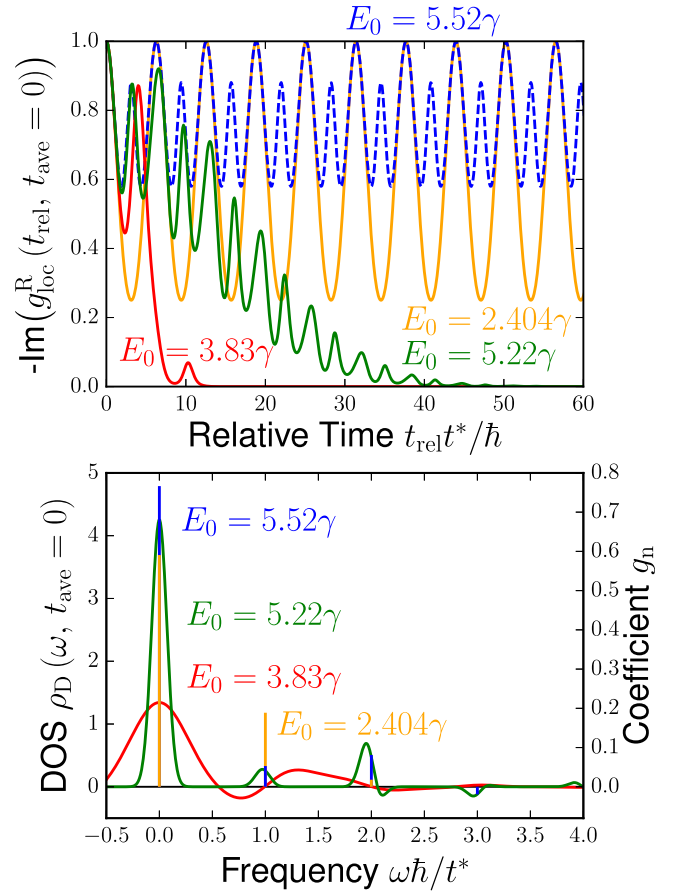 E₀ = 5.52γ
1.0
0.8
0.6
0.4
0.2
0.0
-Im(g^R_loc (t_rel, t_ave = 0))
E₀ = 2.404γ
E₀ = 3.83γ
E₀ = 5.22γ
0 10 20 30 40 50 60
Relative Time t_rel t*/ħ
5
4
3
2
1
0
DOS ρ_D (ω, t_ave = 0)
0.8
0.7
0.6
0.5
0.4
0.3
0.2
0.1
0.0
Coefficient g_n
E₀ = 5.52γ
E₀ = 5.22γ
E₀ = 3.83γ
E₀ = 2.404γ
−0.5 0.0 0.5 1.0 1.5 2.0 2.5 3.0 3.5 4.0
Frequency ωħ/t*